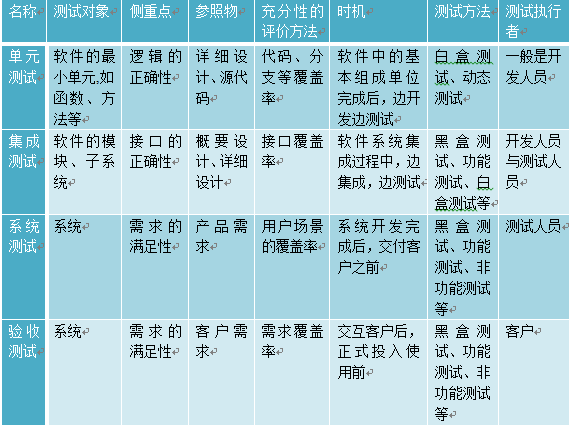 名称
测试对象
侧重点
参照物
充分性的
评价方法
时机
测试方法
测试执行
者
单元
测试
软件的最
小单元,如
函数、方
法等
逻辑的
正确性
详细设
计、源代
码
代码、分
支等覆盖
率
软件中的基
本组成单位
完成后，边开
发边测试
白盒测
试、动态
测试
一般是开
发人员
集成
测试
软件的模
块、子系
统
接口的
正确性
概要设
计、详细
设计
接口覆盖
率
软件系统集
成过程中，边
集成，边测试
黑盒测
试、功能
测试、白
盒测试等
开发人员
与测试人
员
系统
测试
系统
需求的
满足性
产品需
求
用户场景
的覆盖率
系统开发完
成后，交付客
户之前
黑盒测
试、功能
测试、非
功能测试
等
测试人员
验收
测试
系统
需求的
满足性
客户需
求
需求覆盖
率
交互客户后，
正式投入使
用前
黑盒测
试、功能
测试、非
功能测试
等
客户